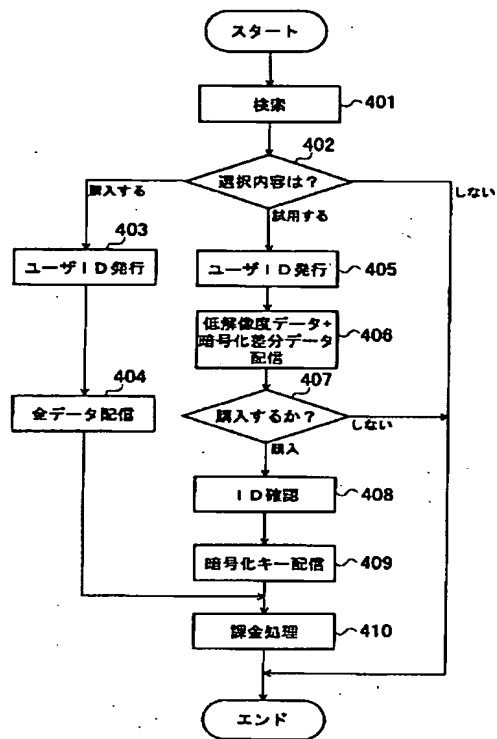 スタート
検索
401
402
選択内容は？
購入する
試用する
しない
403
ユーザID発行
ユーザID発行
405
低解像度データ+
暗号化差分データ
配信
406
404
全データ配信
407
購入するか？
しない
購入
ID確認
408
暗号化キー配信
409
課金処理
410
エンド